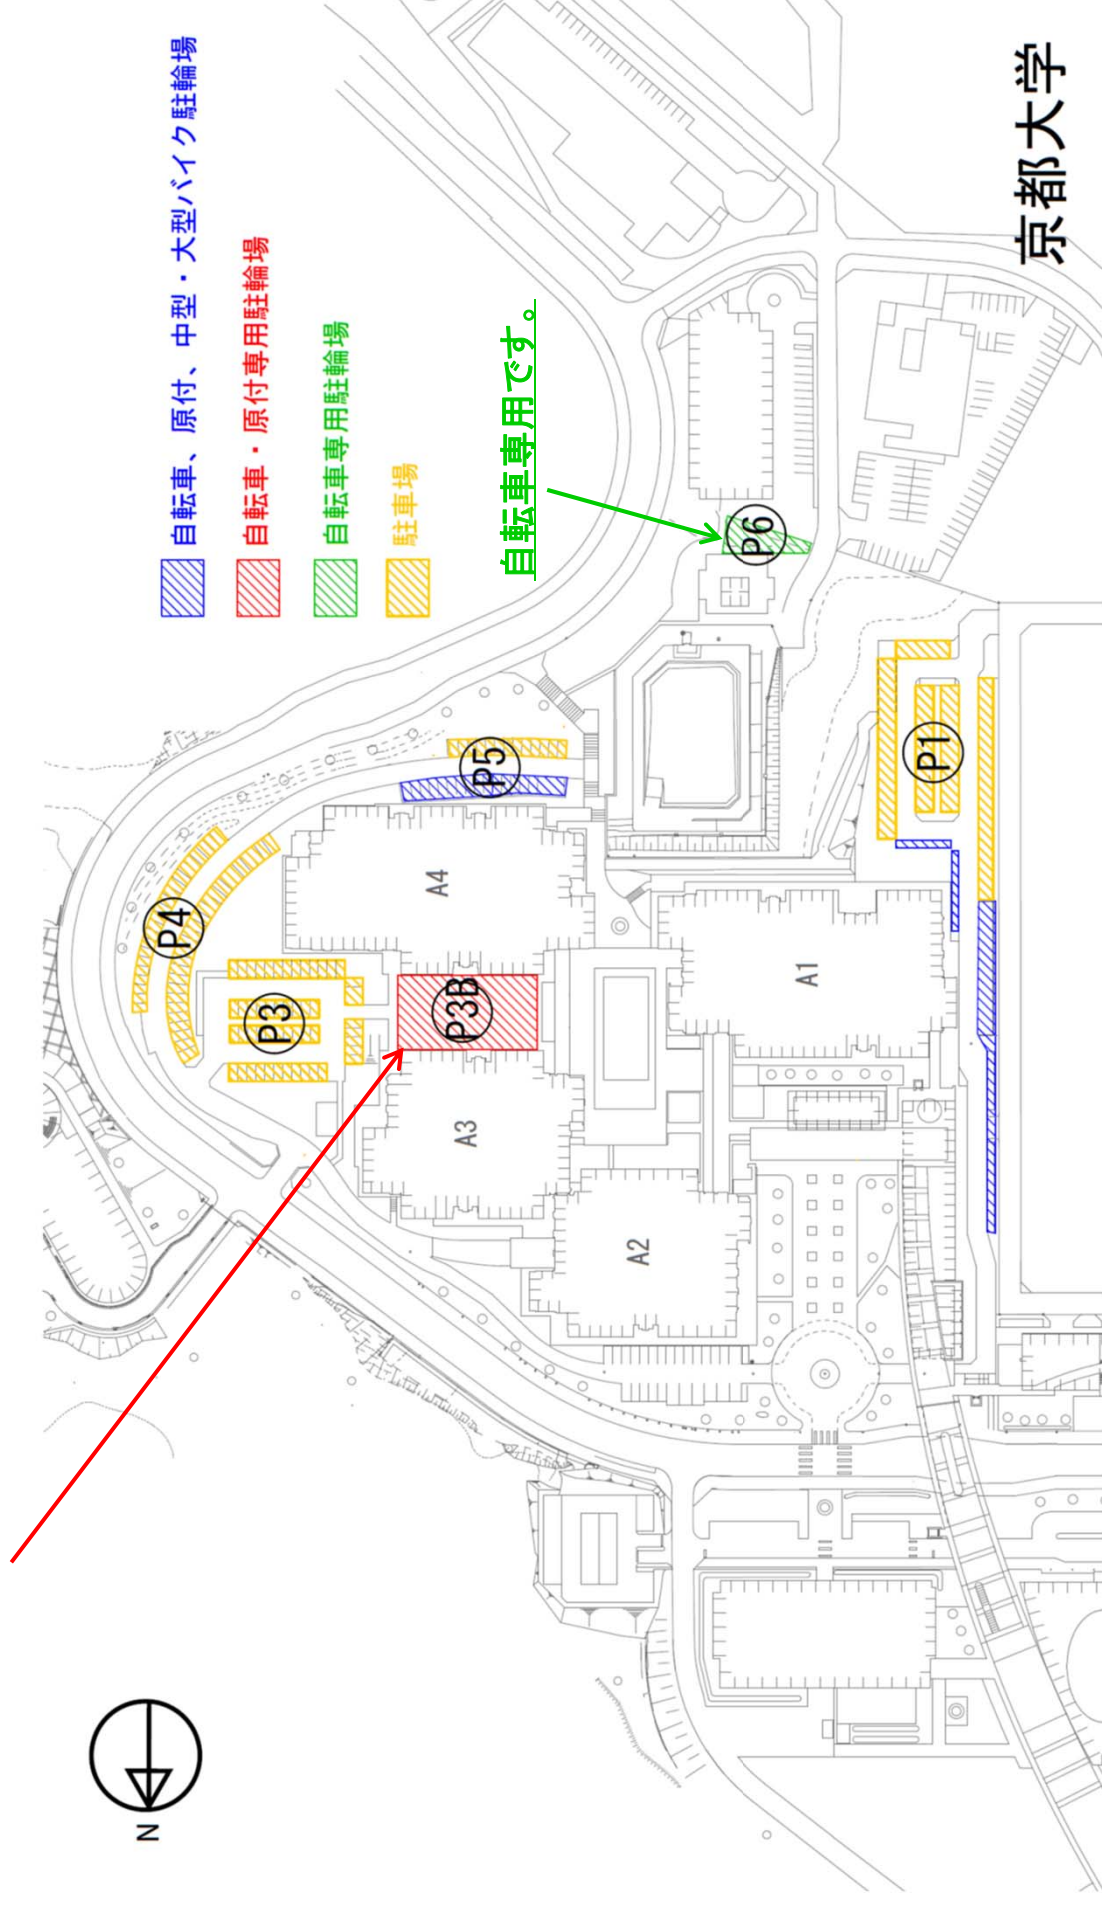 自転車、原付、中型・大型バイク駐輪場
自転車・原付専用駐輪場
自転車専用駐輪場
駐車場
自転車専用です。
京都大学
P6
P5
P1
P4
P3
P3B
A4
A1
A3
A2
N